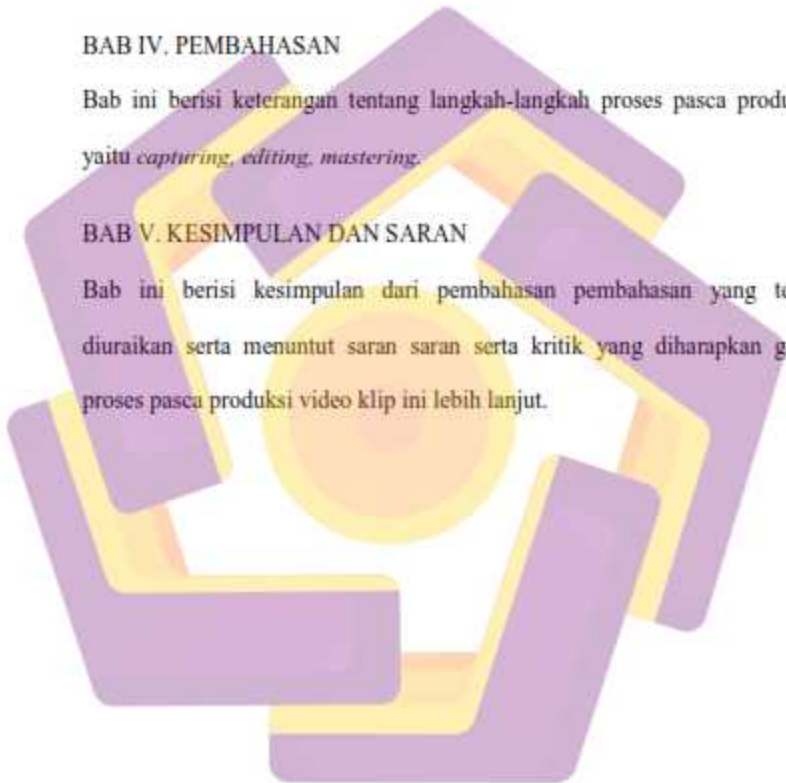 BAB IV. PEMBAHASAN
Bab ini berisi keterangan tentang langkah-langkah proses pasca produ
yaitu capturing, editing, mastering.
BAB V. KESIMPULAN DAN SARAN
Bab ini berisi kesimpulan dari pembahasan pembahasan yang te
diuraikan serta menuntut saran saran serta kritik yang diharapkan g
proses pasca produksi video klip ini lebih lanjut.